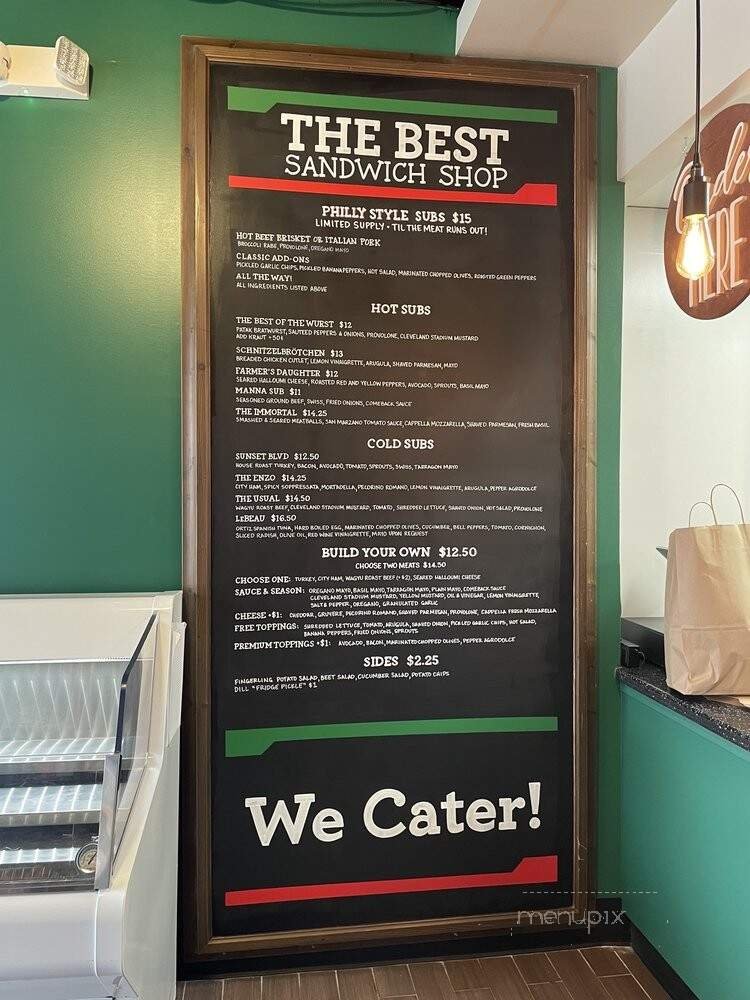 THE BEST
SANDWICH SHOP
PHILLY STYLE SUBS $15
LIMITED SUPPLY • TIL THE MEAT RUNS OUT!
HOT BEEF BRISKET OR ITALIAN PORK
BROCCOLI RABE, PROVOLONE, OREGANO MAYO
CLASSIC ADD-ONS
PICKLED GARLIC CHIPS, PICKLED BANANA PEPPERS, HOT SALAD, MARINATED CHOPPED OLIVES, ROASTED GREEN PEPPERS
ALL THE WAY!
ALL INGREDIENTS LISTED ABOVE
HOT SUBS
THE BEST OF THE WURST $12
PATAK BRATWURST, SAUTEED PEPPERS & ONIONS, PROVOLONE, CLEVELAND STADIUM MUSTARD
ADD KRAUT +50¢
SCHNITZELBRÖTCHEN $13
BREADED CHICKEN CUTLET, LEMON VINAIGRETTE, ARUGULA, SHAVED PARMESAN, MAYO
FARMER'S DAUGHTER $12
SEARED HALLOUMI CHEESE, ROASTED RED AND YELLOW PEPPERS, AVOCADO, SPROUTS, BASIL MAYO
MANNA SUB $11
SEASONED GROUND BEEF, SWISS, FRIED ONIONS, COMEBACK SAUCE
THE IMMORTAL $14.25
SMASHED & SEARED MEATBALLS, SAN MARZANO TOMATO SAUCE, CAPPELLA MOZZARELLA, SHAVED PARMESAN, FRESH BASIL
COLD SUBS
SUNSET BLVD $12.50
HOUSE ROAST TURKEY, BACON, AVOCADO, TOMATO, SPROUTS, SWISS, TARRAGON MAYO
THE ENZO $14.25
CITY HAM, SPICY SOPPRESSATA, MORTADELLA, PECORINO ROMANO, LEMON VINAIGRETTE, ARUGULA, PEPPER AGRODOLCE
THE USUAL $14.50
WAGYU ROAST BEEF, CLEVELAND STADIUM MUSTARD, TOMATO, SHREDDED LETTUCE, SHAVED ONION, HOT SALAD, PROVOLONE
LEBEAU $16.50
ORTIZ SPANISH TUNA, HARD BOILED EGG, MARINATED CHOPPED OLIVES, CUCUMBER, BELL PEPPERS, TOMATO, CORNICHON,
SLICED RADISH, OLIVE OIL, RED WINE VINAIGRETTE, MAYO UPON REQUEST
BUILD YOUR OWN $12.50
CHOOSE TWO MEATS $14.50
CHOOSE ONE: TURKEY, CITY HAM, WAGYU ROAST BEEF (+$2), SEARED HALLOUMI CHEESE
SAUCE & SEASON: OREGANO MAYO, BASIL MAYO, TARRAGON MAYO, PLAIN MAYO, COMEBACK SAUCE
CLEVELAND STADIUM MUSTARD, YELLOW MUSTARD, OIL & VINEGAR, LEMON VINAIGRETTE,
SALT & PEPPER, OREGANO, GRANULATED GARLIC
CHEESE +$1: CHEDDAR, GRUYERE, PECORINO ROMANO, SHAVED PARMESAN, PROVOLONE, CAPPELLA FRESH MOZZARELLA
FREE TOPPINGS: SHREDDED LETTUCE, TOMATO, ARUGULA, SHAVED ONION, PICKLED GARLIC CHIPS, HOT SALAD,
BANANA PEPPERS, FRIED ONIONS, SPROUTS
PREMIUM TOPPINGS +$1: AVOCADO, BACON, MARINATED CHOPPED OLIVES, PEPPER AGRODOLCE
SIDES $2.25
FINGERLING POTATO SALAD, BEET SALAD, CUCUMBER SALAD, POTATO CHIPS
DILL "FRIDGE PICKLE" $1
We Cater!
HERE
menupix